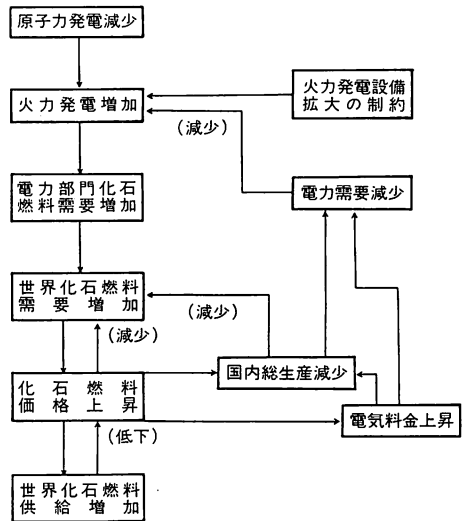 原子力発電減少
火力発電増加
火力発電設備
拡大の制約
(減少)
電力部門化石
燃料需要増加
電力需要減少
世界化石燃料
需要増加
(減少)
(減少)
国内総生産減少
化石燃料
価格上昇
電気料金上昇
(低下)
世界化石燃料
供給増加